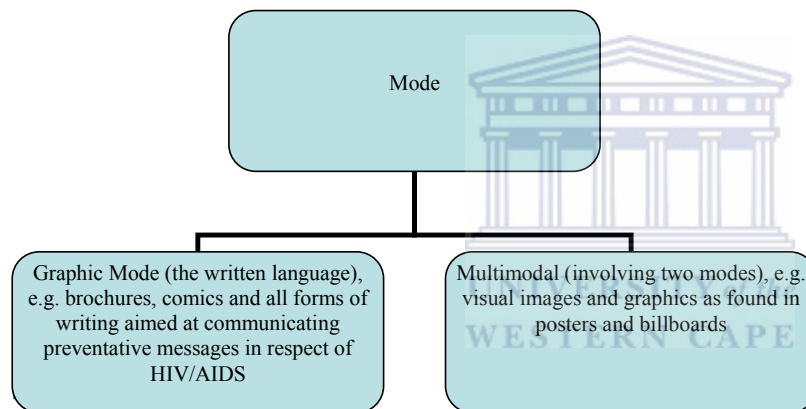 Mode
Graphic Mode (the written language),
e.g. brochures, comics and all forms of
writing aimed at communicating
preventative messages in respect of
HIV/AIDS
Multimodal (involving two modes), e.g.
visual images and graphics as found in
posters and billboards
UNIVERSITY of the
WESTERN CAPE